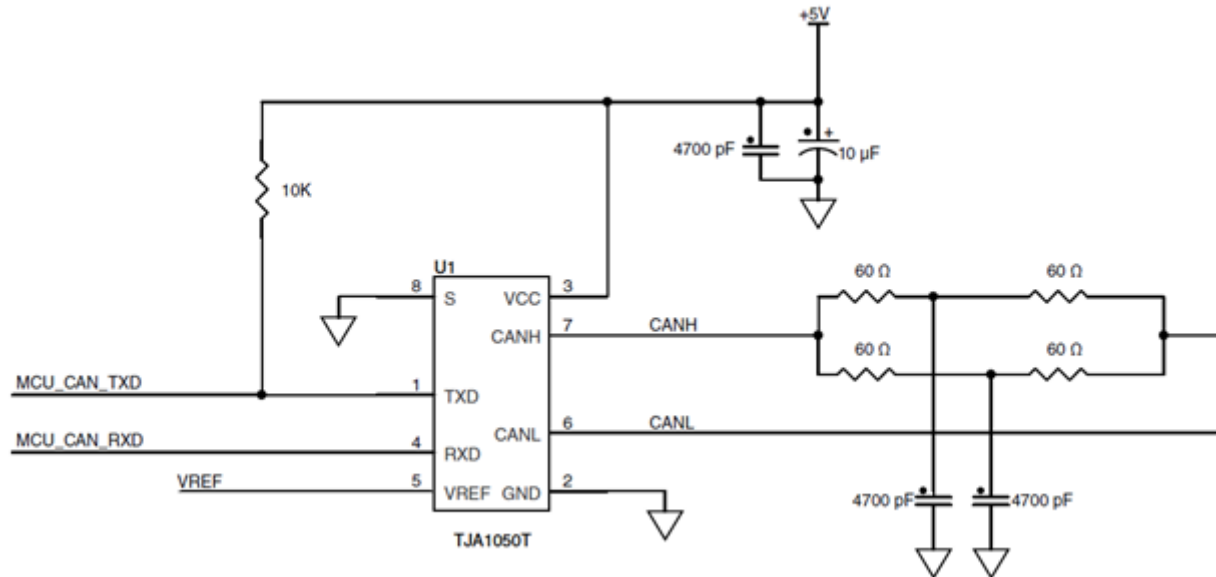 +5V
4700 pF
10 µF
10K
U1
8
S
VCC
3
CANH
7
CANH
60 Ω
60 Ω
60 Ω
60 Ω
MCU_CAN_TXD
1
TXD
CANL
6
CANL
MCU_CAN_RXD
4
RXD
VREF
5
VREF
GND
2
4700 pF
4700 pF
TJA1050T
+